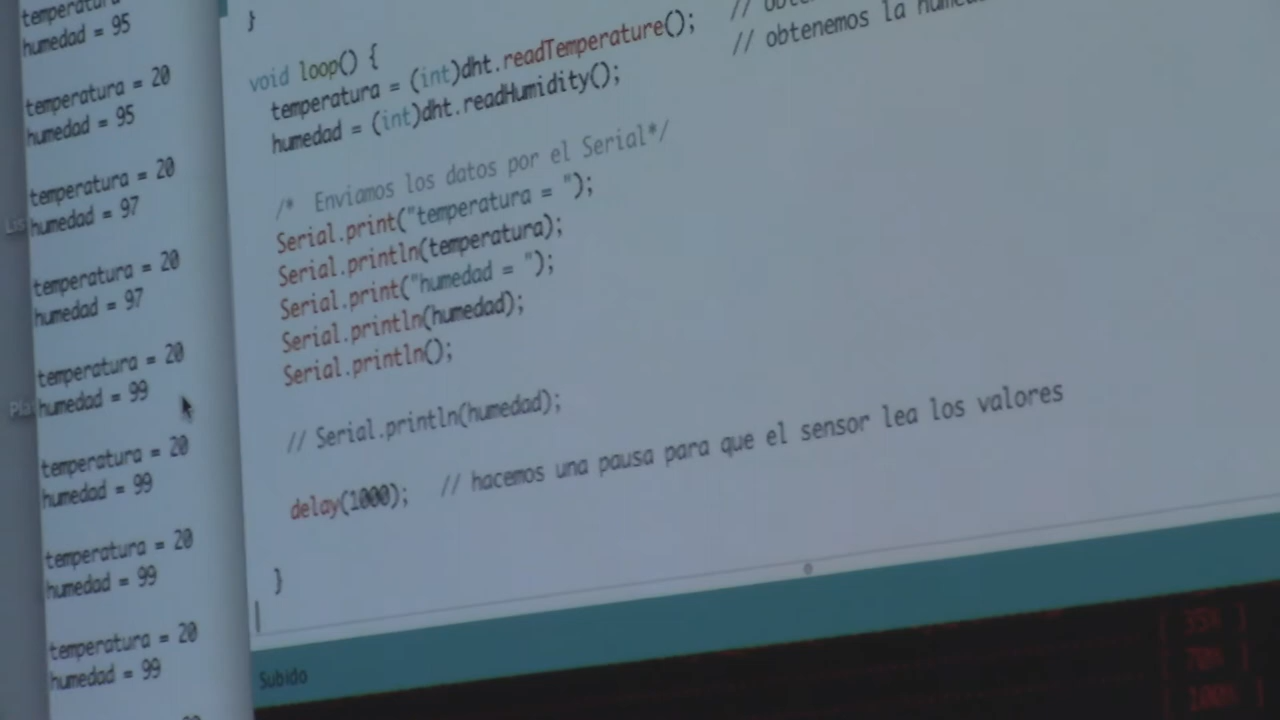 temperatura
humedad = 95
temperatura = 20
humedad = 95
temperatura = 20
humedad = 97
temperatura = 20
humedad = 97
temperatura = 20
humedad = 99
temperatura = 20
humedad = 99
temperatura = 20
humedad = 99
temperatura = 20
humedad = 99
}
void loop() {
temperatura = (int)dht.readTemperature(); //
humedad = (int)dht.readHumidity(); // obtenemos la
/* Enviamos los datos por el Serial*/
Serial.print("temperatura = ");
Serial.println(temperatura);
Serial.print("humedad = ");
Serial.println(humedad);
Serial.println();
// Serial.println(humedad);
delay(1000); // hacemos una pausa para que el sensor lea los valores
}
Subido
[ 35% ]
[ 70% ]
[ 100% ]